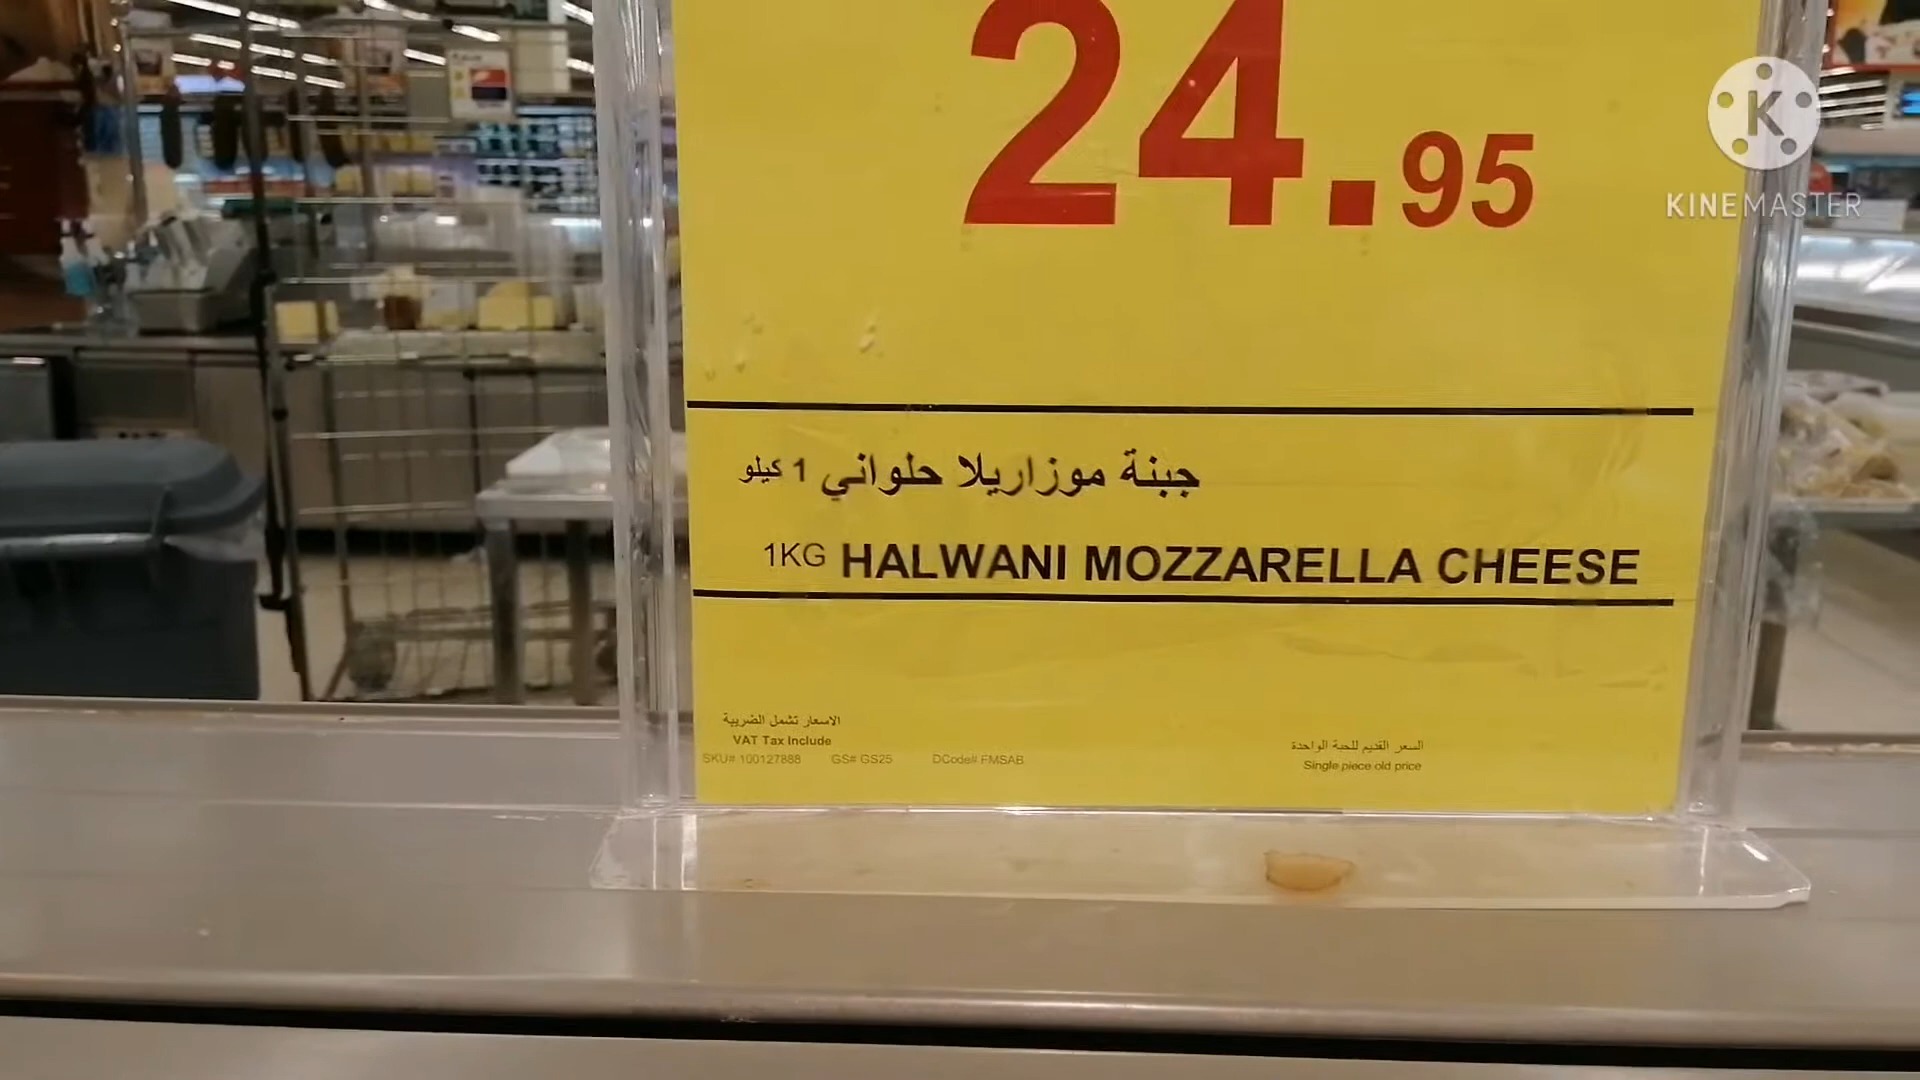 24.95
KINEMASTER
جبنة موزاريلا حلواني 1 كيلو
1KG HALWANI MOZZARELLA CHEESE
الاسعار تشمل الضريبة
VAT Tax Include
SKU# 100127888 GS# GS25 DCode# FMSAB
السعر القديم للحبة الواحدة
Single piece old price